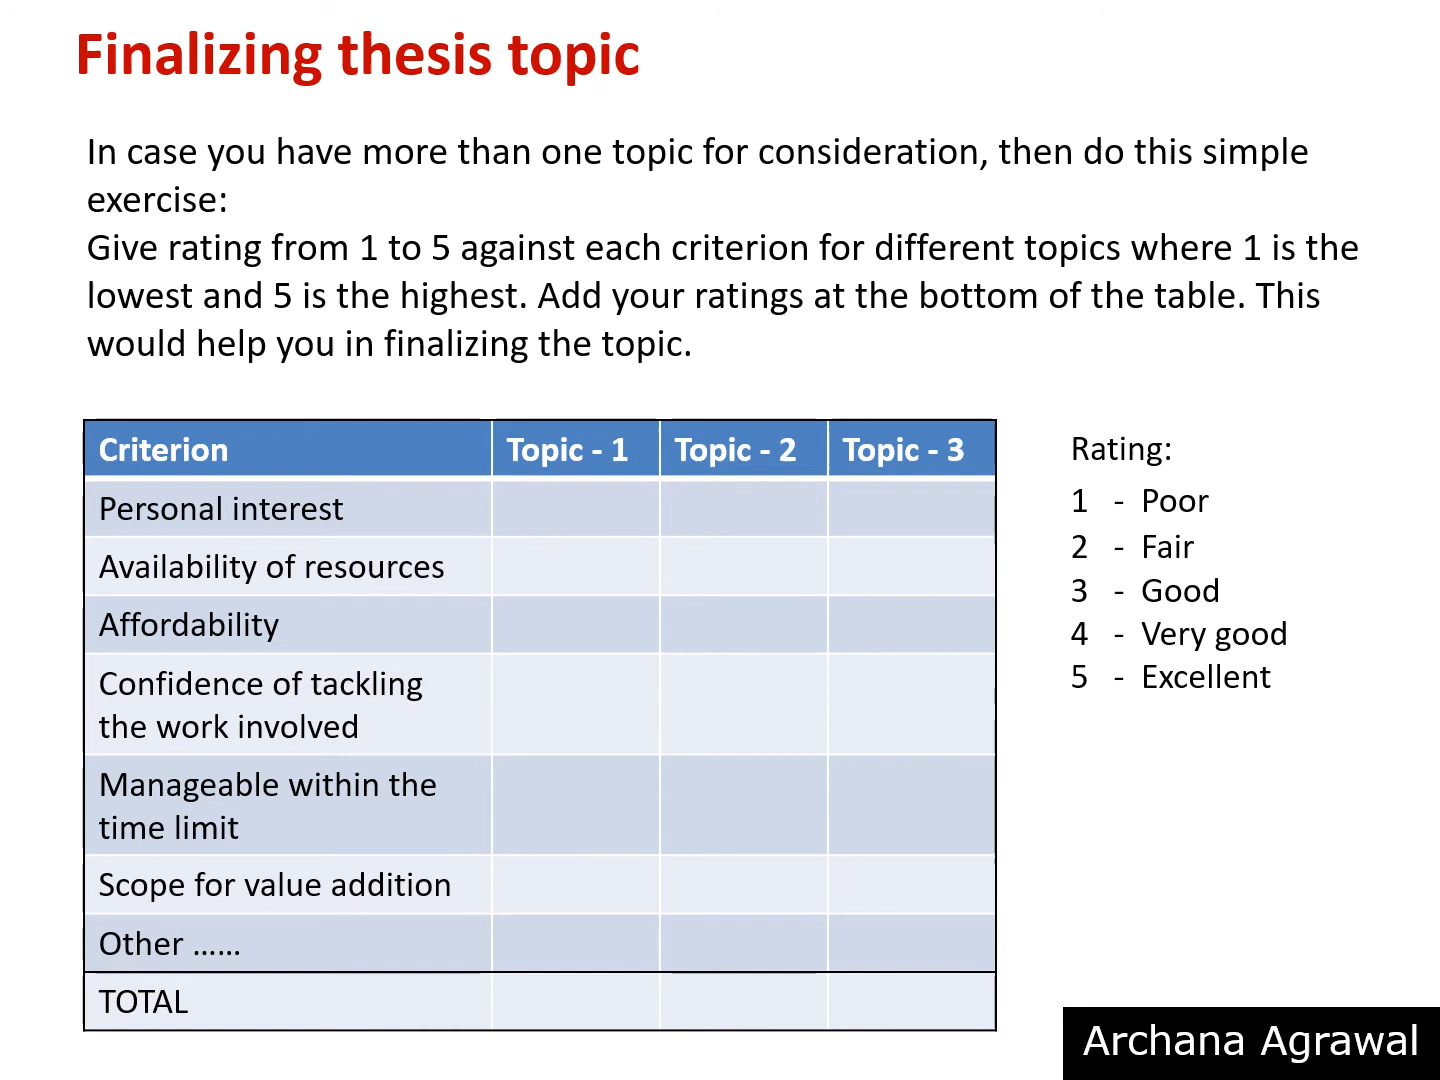 Finalizing thesis topic
In case you have more than one topic for consideration, then do this simple
exercise:
Give rating from 1 to 5 against each criterion for different topics where 1 is the
lowest and 5 is the highest. Add your ratings at the bottom of the table. This
would help you in finalizing the topic.
Criterion Topic - 1 Topic - 2 Topic - 3
Personal interest
Availability of resources
Affordability
Confidence of tackling
the work involved
Manageable within the
time limit
Scope for value addition
Other ......
TOTAL
Rating:
1 - Poor
2 - Fair
3 - Good
4 - Very good
5 - Excellent
Archana Agrawal